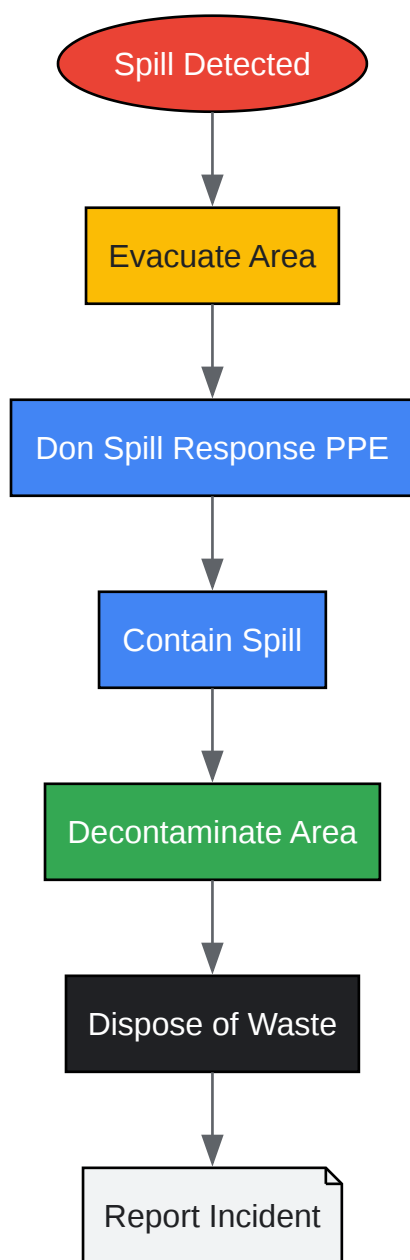 Spill Detected
Evacuate Area
Don Spill Response PPE
Contain Spill
Decontaminate Area
Dispose of Waste
Report Incident